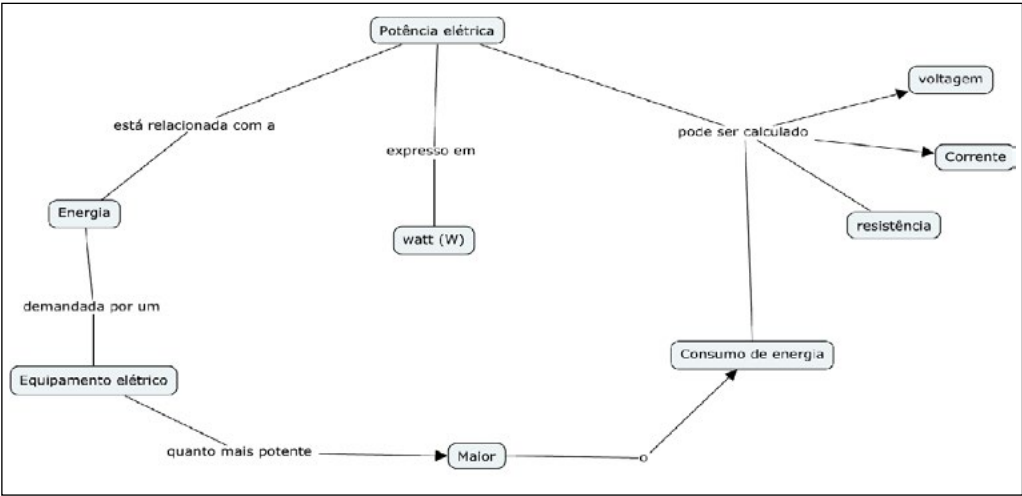 Potência elétrica
voltagem
está relacionada com a
pode ser calculado
expresso em
Corrente
Energia
resistência
watt (W)
demandada por um
Consumo de energia
Equipamento elétrico
quanto mais potente
Maior
o